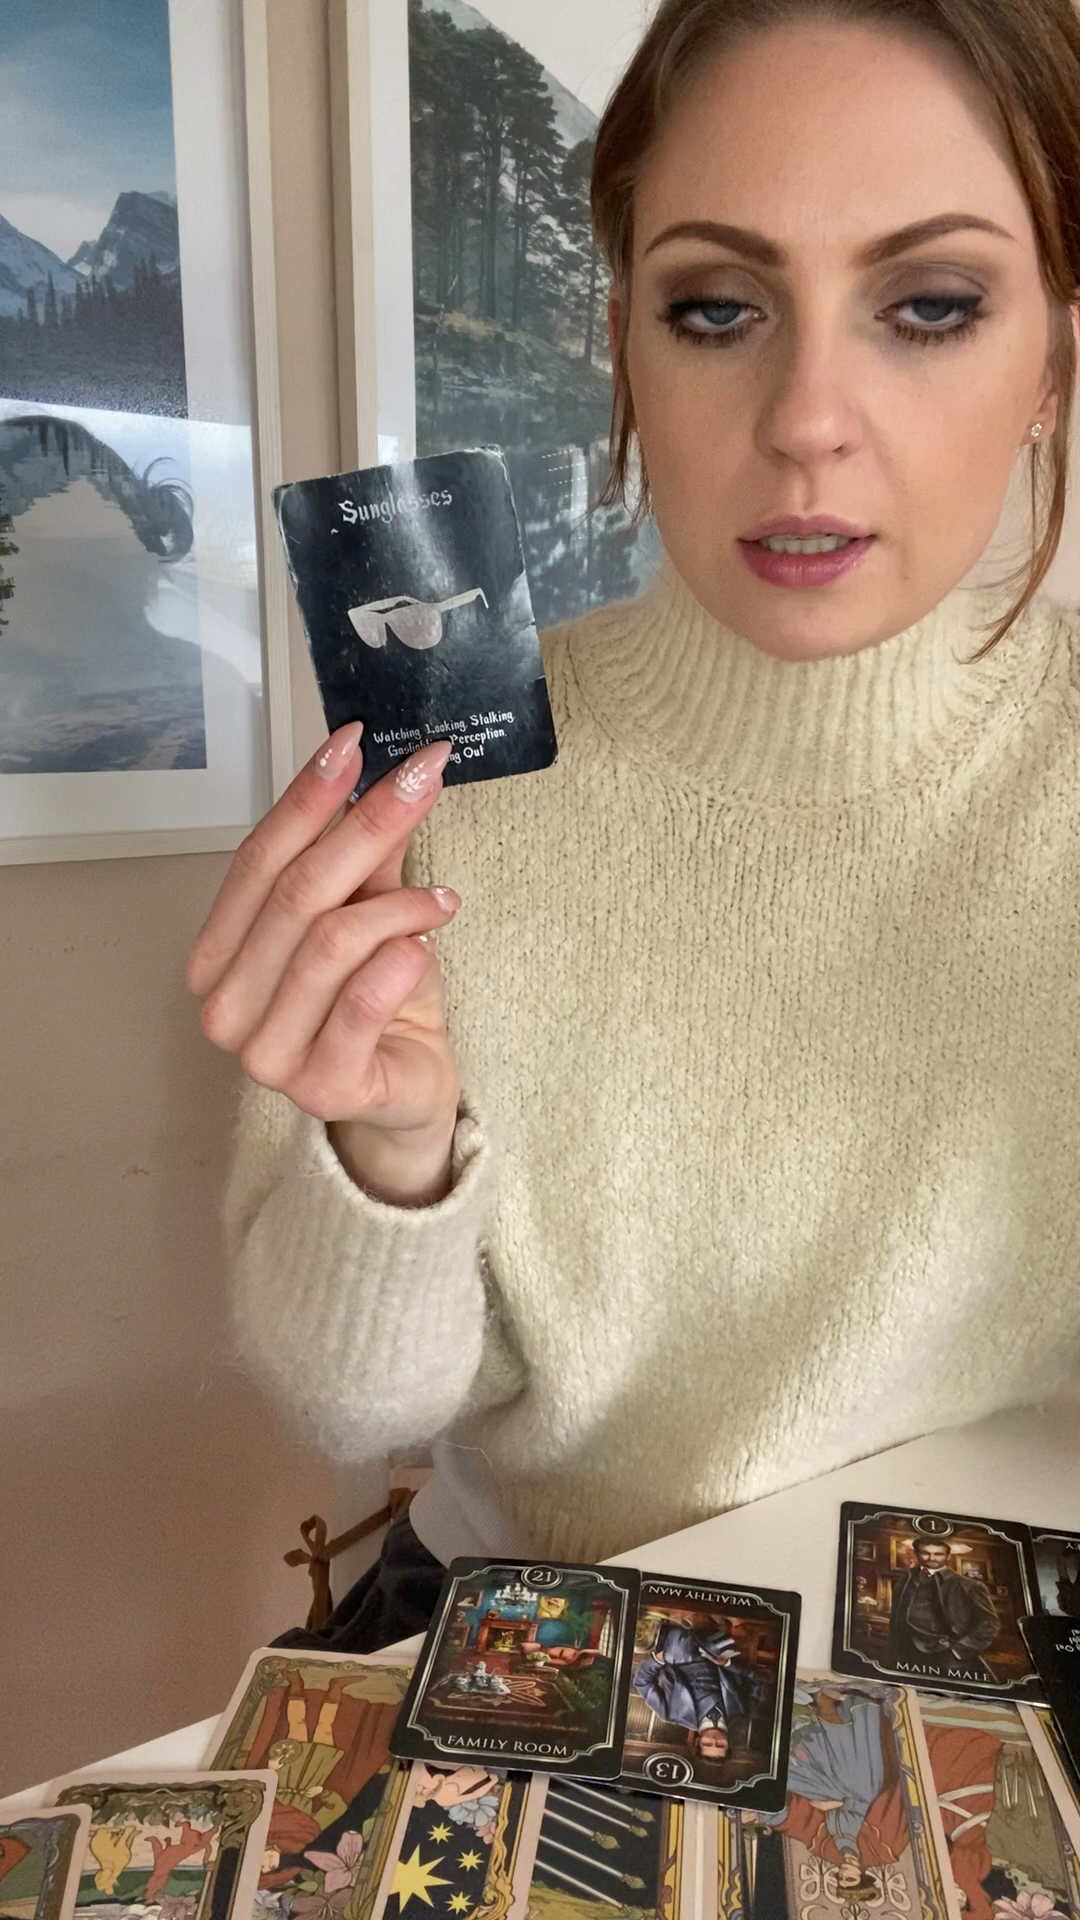 Sunglasses
Watching. Looking. Stalking.
Perception.
Out
21
FAMILY ROOM
WEALTHY MAN
13
1
MAIN MALE